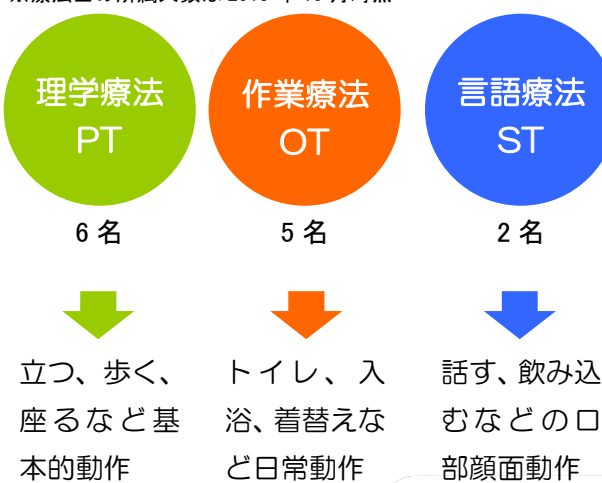 理学療法
PT
作業療法
OT
言語療法
ST
6 名
5 名
2 名
立つ、歩く、
座るなど基
本的動作
トイレ、入
浴、着替えな
ど日常動作
話す、飲み込
むなどの口
部顔面動作